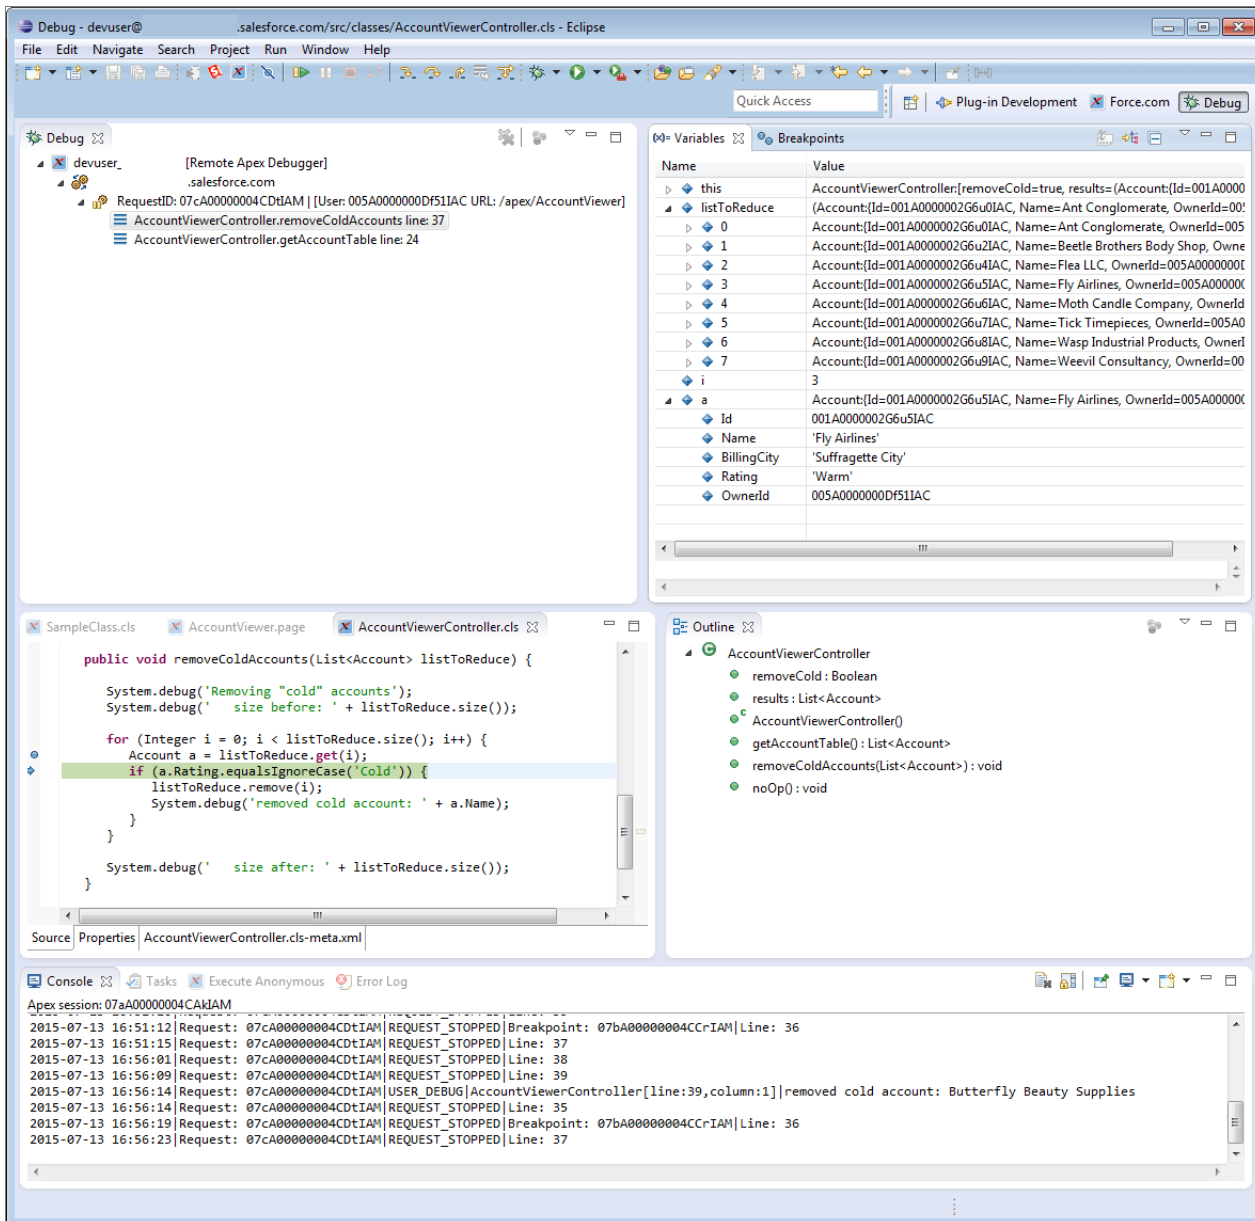 Debug - devuser@ .salesforce.com/src/classes/AccountViewerController.cls - Eclipse
File Edit Navigate Search Project Run Window Help
Quick Access
Plug-in Development Force.com Debug
Debug
devuser_ [Remote Apex Debugger]
.salesforce.com
RequestID: 07cA00000004CDtIAM | [User: 005A0000000Df51IAC URL: /apex/AccountViewer]
AccountViewerController.removeColdAccounts line: 37
AccountViewerController.getAccountTable line: 24
(x)= Variables Breakpoints
Name Value
this AccountViewerController:[removeCold=true, results=(Account:{Id=001A0000
listToReduce (Account:{Id=001A0000002G6u0IAC, Name=Ant Conglomerate, OwnerId=005
0 Account:{Id=001A0000002G6u0IAC, Name=Ant Conglomerate, OwnerId=005
1 Account:{Id=001A0000002G6u2IAC, Name=Beetle Brothers Body Shop, Owne
2 Account:{Id=001A0000002G6u4IAC, Name=Flea LLC, OwnerId=005A0000000D
3 Account:{Id=001A0000002G6u5IAC, Name=Fly Airlines, OwnerId=005A000000
4 Account:{Id=001A0000002G6u6IAC, Name=Moth Candle Company, OwnerId
5 Account:{Id=001A0000002G6u7IAC, Name=Tick Timepieces, OwnerId=005A0
6 Account:{Id=001A0000002G6u8IAC, Name=Wasp Industrial Products, OwnerI
7 Account:{Id=001A0000002G6u9IAC, Name=Weevil Consultancy, OwnerId=00
i 3
a Account:{Id=001A0000002G6u5IAC, Name=Fly Airlines, OwnerId=005A000000
Id 001A0000002G6u5IAC
Name 'Fly Airlines'
BillingCity 'Suffragette City'
Rating 'Warm'
OwnerId 005A0000000Df51IAC
SampleClass.cls AccountViewer.page AccountViewerController.cls
public void removeColdAccounts(List<Account> listToReduce) {
System.debug('Removing "cold" accounts');
System.debug('   size before: ' + listToReduce.size());
for (Integer i = 0; i < listToReduce.size(); i++) {
Account a = listToReduce.get(i);
if (a.Rating.equalsIgnoreCase('Cold')) {
listToReduce.remove(i);
System.debug('removed cold account: ' + a.Name);
}
}
System.debug('   size after: ' + listToReduce.size());
}
Source Properties AccountViewerController.cls-meta.xml
Outline
AccountViewerController
removeCold : Boolean
results : List<Account>
AccountViewerController()
getAccountTable() : List<Account>
removeColdAccounts(List<Account>) : void
noOp() : void
Console Tasks Execute Anonymous Error Log
Apex session: 07aA00000004CAkIAM
2015-07-13 16:51:12|Request: 07cA00000004CDtIAM|REQUEST_STOPPED|Breakpoint: 07bA00000004CCrIAM|Line: 36
2015-07-13 16:51:15|Request: 07cA00000004CDtIAM|REQUEST_STOPPED|Line: 37
2015-07-13 16:56:01|Request: 07cA00000004CDtIAM|REQUEST_STOPPED|Line: 38
2015-07-13 16:56:09|Request: 07cA00000004CDtIAM|REQUEST_STOPPED|Line: 39
2015-07-13 16:56:14|Request: 07cA00000004CDtIAM|USER_DEBUG|AccountViewerController[line:39,column:1]|removed cold account: Butterfly Beauty Supplies
2015-07-13 16:56:14|Request: 07cA00000004CDtIAM|REQUEST_STOPPED|Line: 35
2015-07-13 16:56:19|Request: 07cA00000004CDtIAM|REQUEST_STOPPED|Breakpoint: 07bA00000004CCrIAM|Line: 36
2015-07-13 16:56:23|Request: 07cA00000004CDtIAM|REQUEST_STOPPED|Line: 37